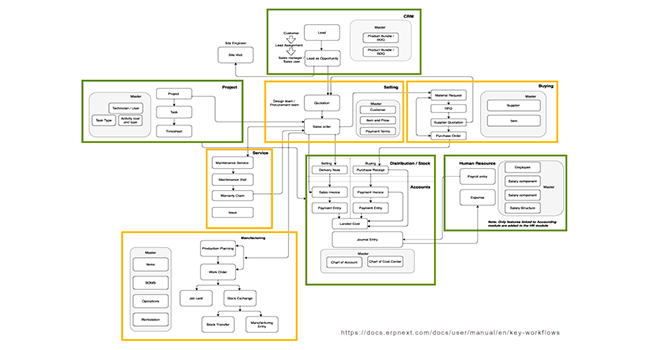 CRM
Customer
Lead Assignment
Sales manager /
Sales user
Lead
Lead as Opportunity
Master
Product Bundle /
Product Bundle /
Site Engineer
Site Visit
Project
Master
Technician / User
Task Type
Activity cost
and type
Project
Task
Timesheet
Selling
Design team /
Procurement team
Quotation
Sales order
Master
Customer
Item and Price
Payment Terms
Buying
Material Request
RFQ
Supplier Quotation
Purchase Order
Master
Supplier
Item
Service
Maintenance Service
Maintenance Visit
Warranty Claim
Issue
Distribution / Stock
Selling
Delivery Note
Buying
Purchase Receipt
Accounts
Sales Invoice
Payment Invoice
Payment Entry
Payment Entry
Landed Cost
Journal Entry
Master
Chart of Account
Chart of Cost Center
Human Resource
Payroll entry
Expense
Employee
Salary component
Salary component
Salary Structure
Master
Note: Only features linked to Accounting
module are added in the HR module
Manufacturing
Master
Items
BOMS
Operations
Workstation
Production Planning
Work Order
Job card
Stock Exchange
Stock Transfer
Manufacturing
Entry
https://docs.erpnext.com/docs/user/manual/en/key-workflows